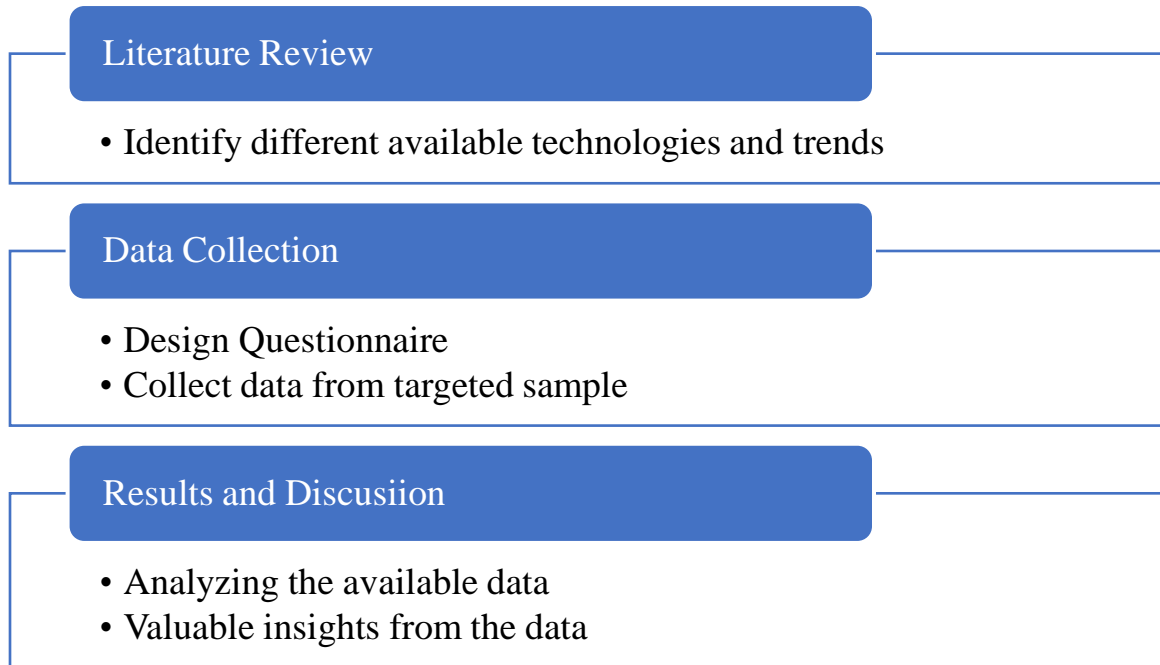 Literature Review
• Identify different available technologies and trends
Data Collection
• Design Questionnaire
• Collect data from targeted sample
Results and Discusiion
• Analyzing the available data
• Valuable insights from the data